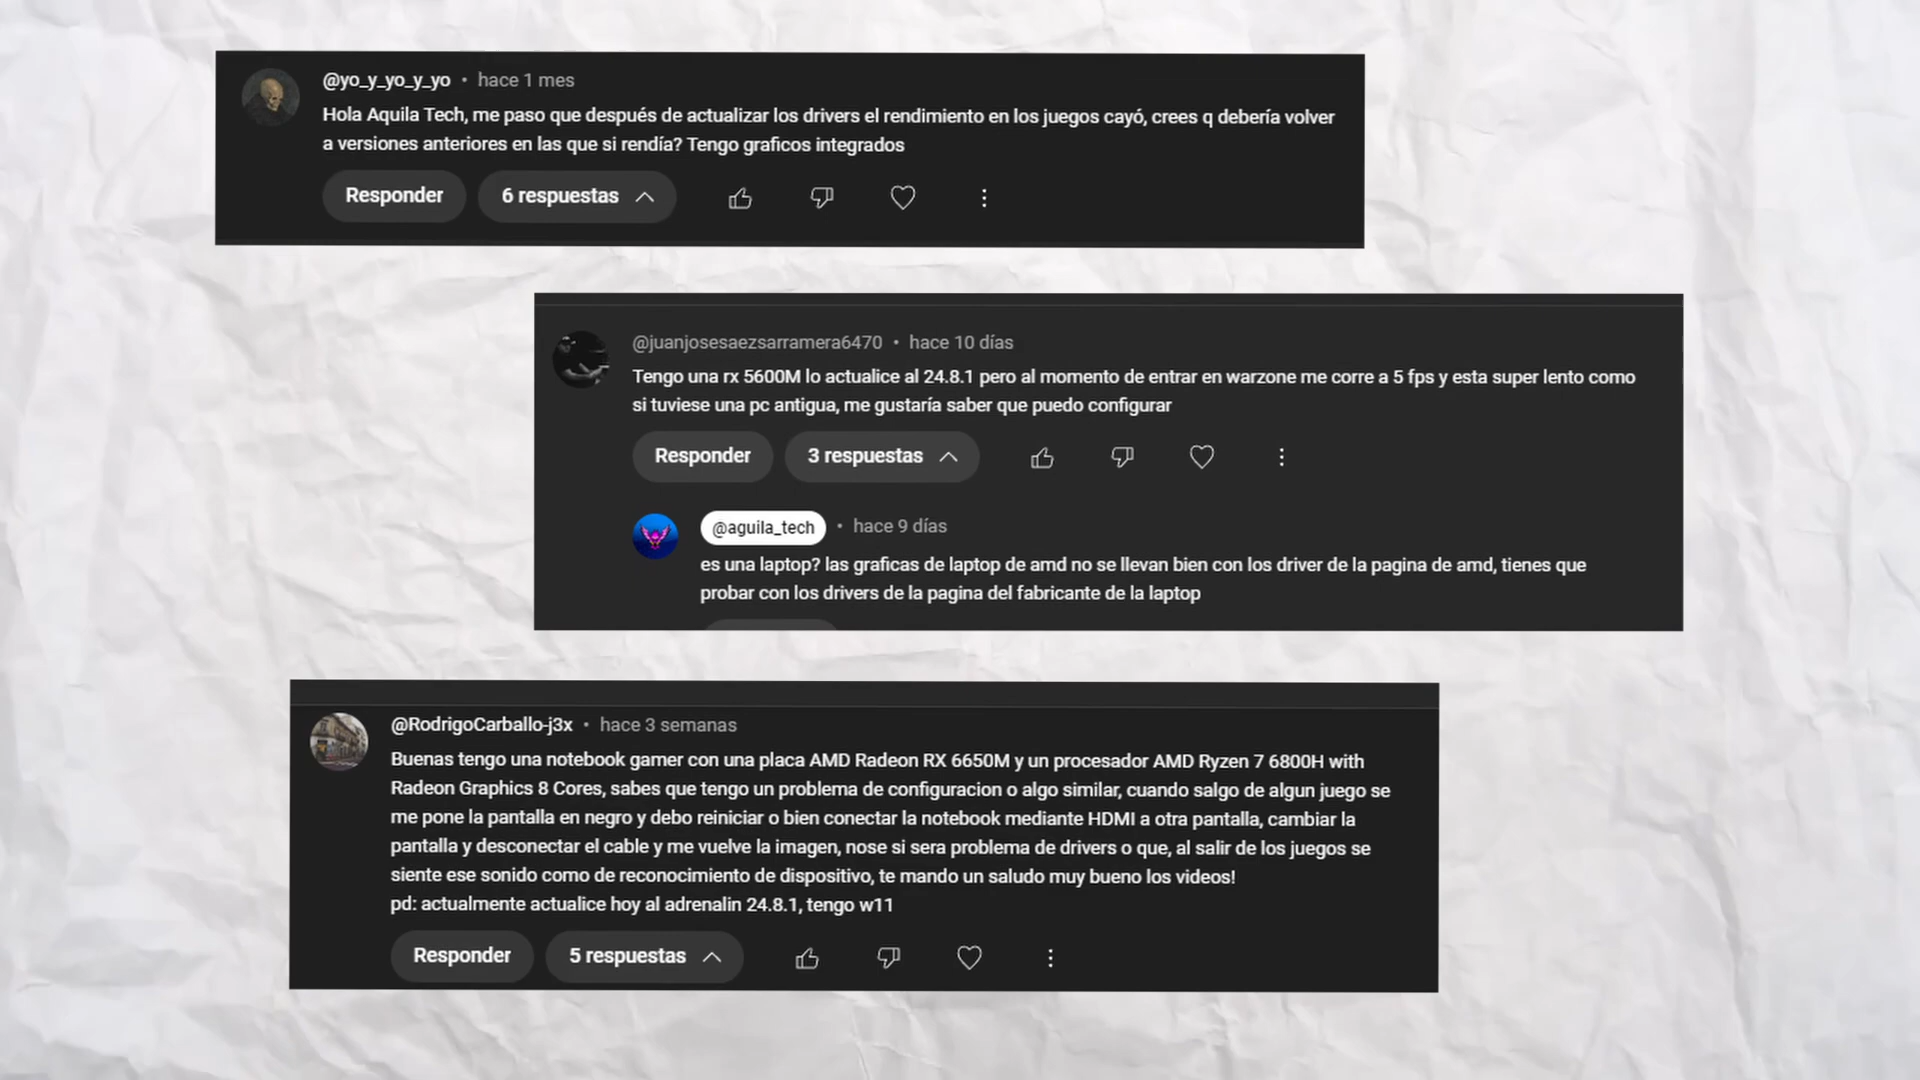 @yo_y_yo_y_yo • hace 1 mes
Hola Aquila Tech, me paso que después de actualizar los drivers el rendimiento en los juegos cayó, crees q debería volver
a versiones anteriores en las que si rendía? Tengo graficos integrados
Responder 6 respuestas
@juanjosesaezsarramera6470 • hace 10 días
Tengo una rx 5600M lo actualice al 24.8.1 pero al momento de entrar en warzone me corre a 5 fps y esta super lento como
si tuviese una pc antigua, me gustaría saber que puedo configurar
Responder 3 respuestas
@aguila_tech • hace 9 días
es una laptop? las graficas de laptop de amd no se llevan bien con los driver de la pagina de amd, tienes que
probar con los drivers de la pagina del fabricante de la laptop
@RodrigoCarballo-j3x • hace 3 semanas
Buenas tengo una notebook gamer con una placa AMD Radeon RX 6650M y un procesador AMD Ryzen 7 6800H with
Radeon Graphics 8 Cores, sabes que tengo un problema de configuracion o algo similar, cuando salgo de algun juego se
me pone la pantalla en negro y debo reiniciar o bien conectar la notebook mediante HDMI a otra pantalla, cambiar la
pantalla y desconectar el cable y me vuelve la imagen, nose si sera problema de drivers o que, al salir de los juegos se
siente ese sonido como de reconocimiento de dispositivo, te mando un saludo muy bueno los videos!
pd: actualmente actualice hoy al adrenalin 24.8.1, tengo w11
Responder 5 respuestas